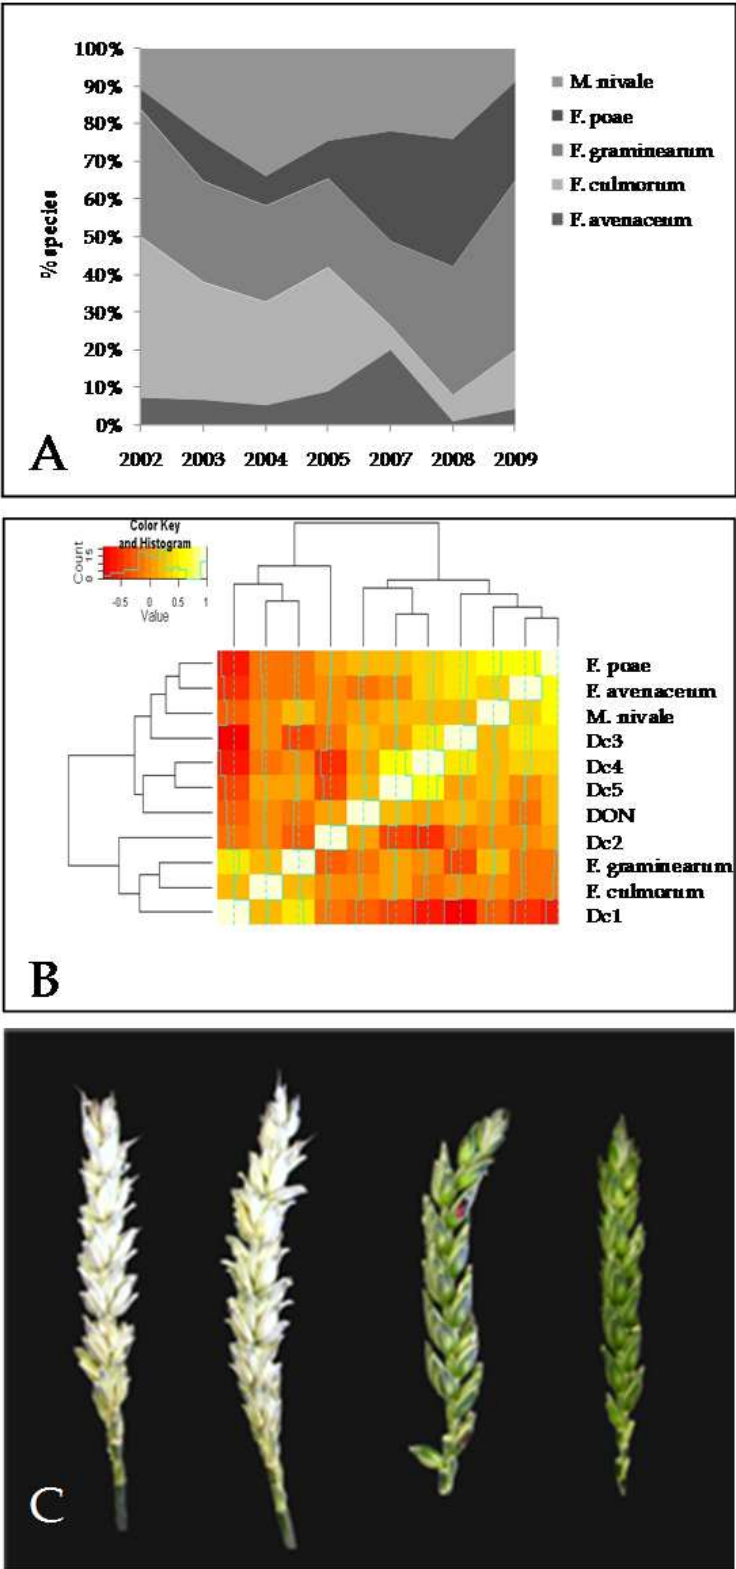 100%
90%
80%
70%
60%
50%
40%
30%
20%
10%
0%
% species
2002 2003 2004 2005 2007 2008 2009
M. nivale
F. poae
F. graminearum
F. culmorum
F. avenaceum
A
Color Key
and Histogram
Count
0 15
-0.5 0 0.5 1
Value
F. poae
F. avenaceum
M. nivale
Dc3
Dc4
Dc5
DON
Dc2
F. graminearum
F. culmorum
Dc1
B
C